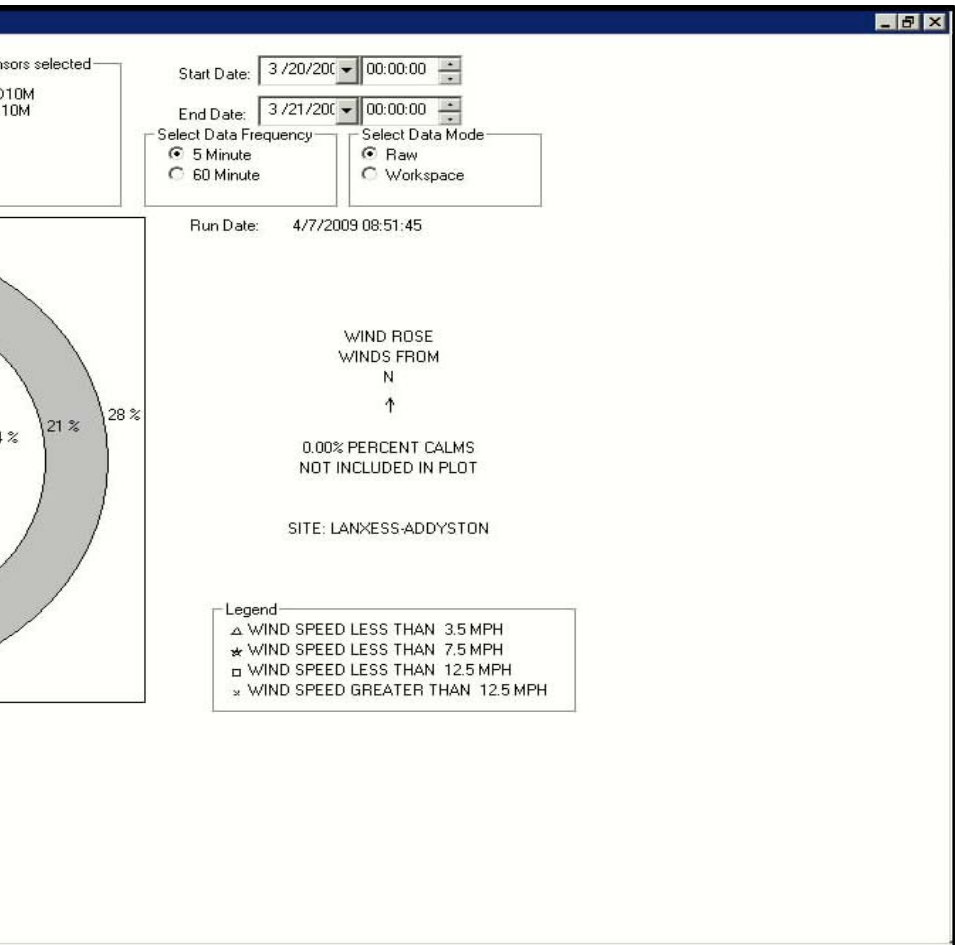 nsors selected
D10M
10M
Start Date: 3 /20/200 00:00:00
End Date: 3 /21/200 00:00:00
Select Data Frequency
5 Minute
60 Minute
Select Data Mode
Raw
Workspace
Run Date: 4/7/2009 08:51:45
28 %
21 %
4 %
WIND ROSE
WINDS FROM
N
0.00% PERCENT CALMS
NOT INCLUDED IN PLOT
SITE: LANXESS-ADDYSTON
Legend
WIND SPEED LESS THAN 3.5 MPH
WIND SPEED LESS THAN 7.5 MPH
WIND SPEED LESS THAN 12.5 MPH
WIND SPEED GREATER THAN 12.5 MPH